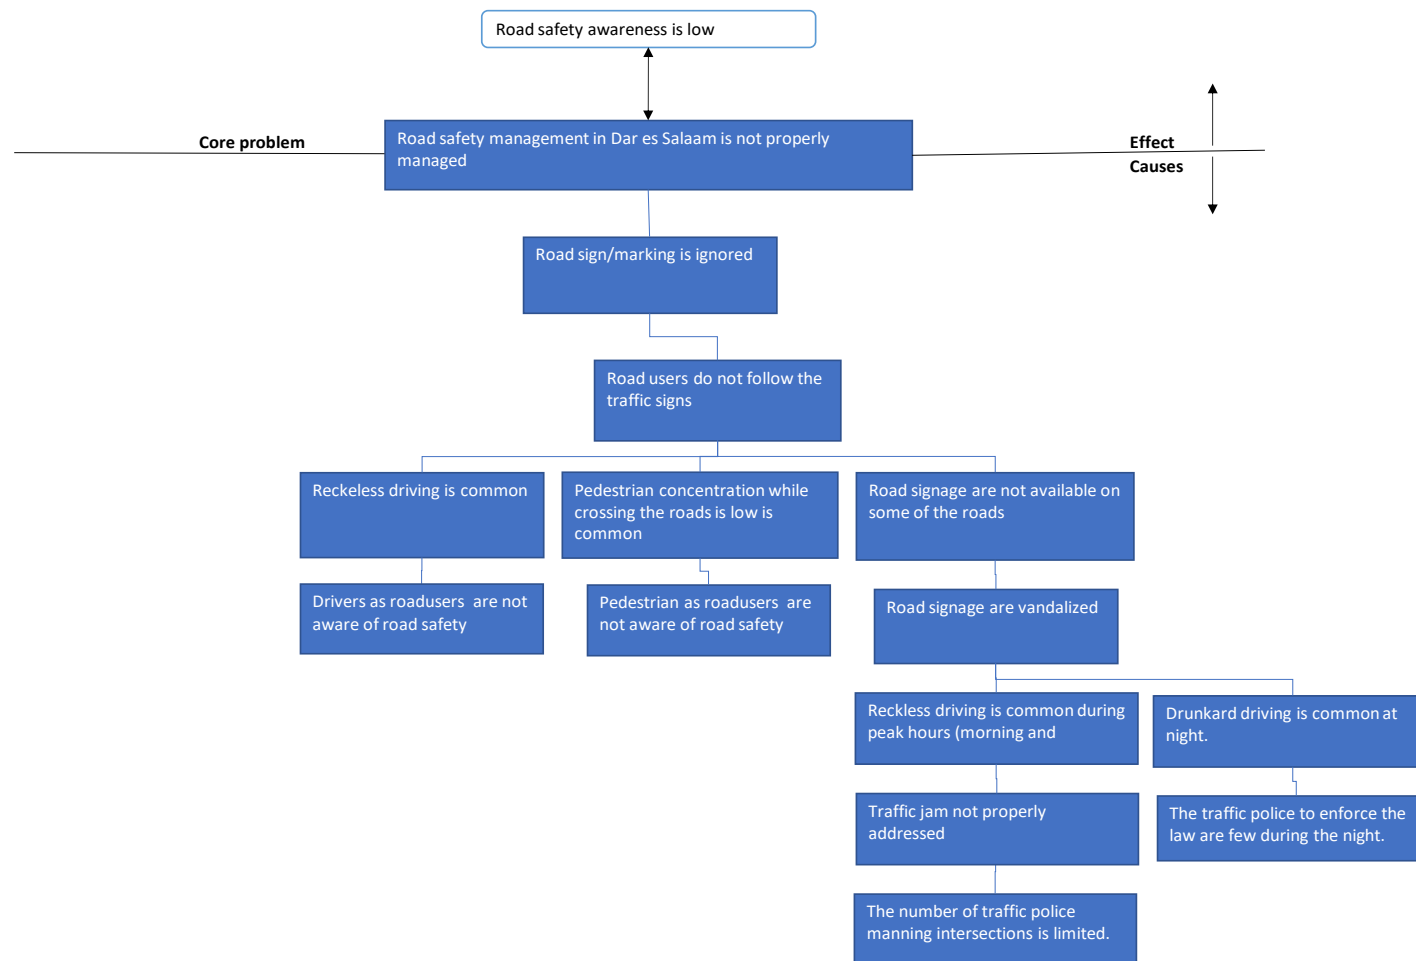 Road safety awareness is low
Core problem
Road safety management in Dar es Salaam is not properly
managed
Effect
Causes
Road sign/marking is ignored
Road users do not follow the
traffic signs
Reckeless driving is common
Pedestrian concentration while
crossing the roads is low is
common
Road signage are not available on
some of the roads
Drivers as roadusers are not
aware of road safety
Pedestrian as roadusers are
not aware of road safety
Road signage are vandalized
Reckless driving is common during
peak hours (morning and
Drunkard driving is common at
night.
Traffic jam not properly
addressed
The traffic police to enforce the
law are few during the night.
The number of traffic police
manning intersections is limited.